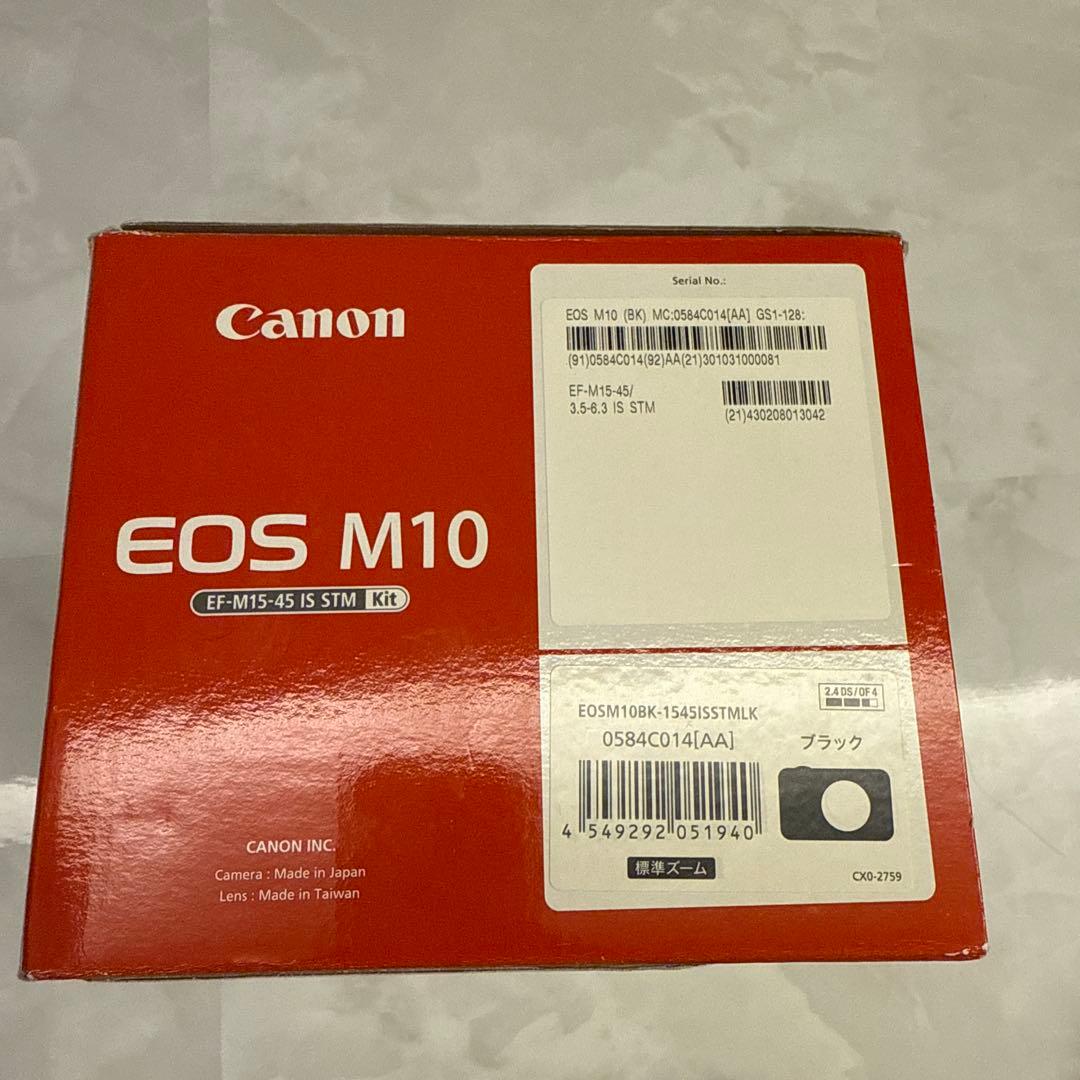 Canon
EOS M10
EF-M15-45 IS STM Kit
CANON INC.
Camera : Made in Japan
Lens : Made in Taiwan
Serial No.:
EOS M10 (BK) MC:0584C014[AA] GS1-128:
(91)0584C014(92)AA(21)301031000081
EF-M15-45/
3.5-6.3 IS STM
(21)430208013042
2.4 DS/OF 4
EOSM10BK-1545ISSTMLK
0584C014[AA]
ブラック
4 549292 051940
標準ズーム
CX0-2759